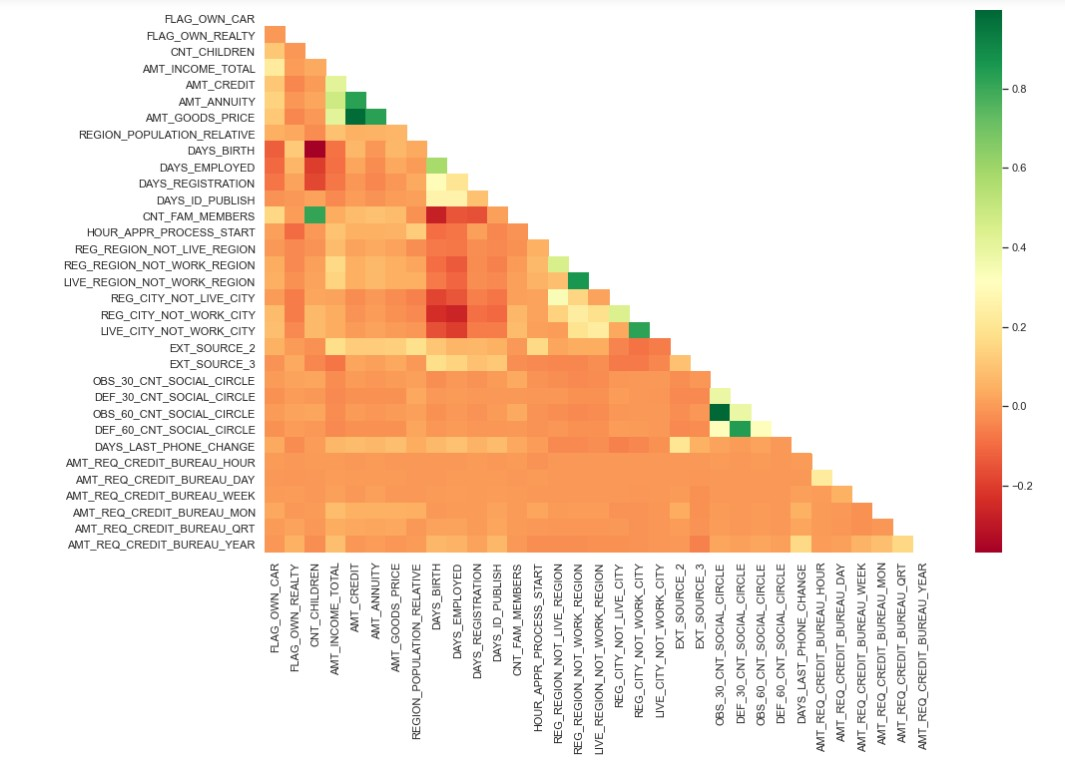 FLAG_OWN_CAR
FLAG_OWN_REALTY
CNT_CHILDREN
AMT_INCOME_TOTAL
AMT_CREDIT
AMT_ANNUITY
AMT_GOODS_PRICE
REGION_POPULATION_RELATIVE
DAYS_BIRTH
DAYS_EMPLOYED
DAYS_REGISTRATION
DAYS_ID_PUBLISH
CNT_FAM_MEMBERS
HOUR_APPR_PROCESS_START
REG_REGION_NOT_LIVE_REGION
REG_REGION_NOT_WORK_REGION
LIVE_REGION_NOT_WORK_REGION
REG_CITY_NOT_LIVE_CITY
REG_CITY_NOT_WORK_CITY
LIVE_CITY_NOT_WORK_CITY
EXT_SOURCE_2
EXT_SOURCE_3
OBS_30_CNT_SOCIAL_CIRCLE
DEF_30_CNT_SOCIAL_CIRCLE
OBS_60_CNT_SOCIAL_CIRCLE
DEF_60_CNT_SOCIAL_CIRCLE
DAYS_LAST_PHONE_CHANGE
AMT_REQ_CREDIT_BUREAU_HOUR
AMT_REQ_CREDIT_BUREAU_DAY
AMT_REQ_CREDIT_BUREAU_WEEK
AMT_REQ_CREDIT_BUREAU_MON
AMT_REQ_CREDIT_BUREAU_QRT
AMT_REQ_CREDIT_BUREAU_YEAR
FLAG_OWN_CAR
FLAG_OWN_REALTY
CNT_CHILDREN
AMT_INCOME_TOTAL
AMT_CREDIT
AMT_ANNUITY
AMT_GOODS_PRICE
REGION_POPULATION_RELATIVE
DAYS_BIRTH
DAYS_EMPLOYED
DAYS_REGISTRATION
DAYS_ID_PUBLISH
CNT_FAM_MEMBERS
HOUR_APPR_PROCESS_START
REG_REGION_NOT_LIVE_REGION
REG_REGION_NOT_WORK_REGION
LIVE_REGION_NOT_WORK_REGION
REG_CITY_NOT_LIVE_CITY
REG_CITY_NOT_WORK_CITY
LIVE_CITY_NOT_WORK_CITY
EXT_SOURCE_2
EXT_SOURCE_3
OBS_30_CNT_SOCIAL_CIRCLE
DEF_30_CNT_SOCIAL_CIRCLE
OBS_60_CNT_SOCIAL_CIRCLE
DEF_60_CNT_SOCIAL_CIRCLE
DAYS_LAST_PHONE_CHANGE
AMT_REQ_CREDIT_BUREAU_HOUR
AMT_REQ_CREDIT_BUREAU_DAY
AMT_REQ_CREDIT_BUREAU_WEEK
AMT_REQ_CREDIT_BUREAU_MON
AMT_REQ_CREDIT_BUREAU_QRT
AMT_REQ_CREDIT_BUREAU_YEAR
0.8
0.6
0.4
0.2
0.0
−0.2